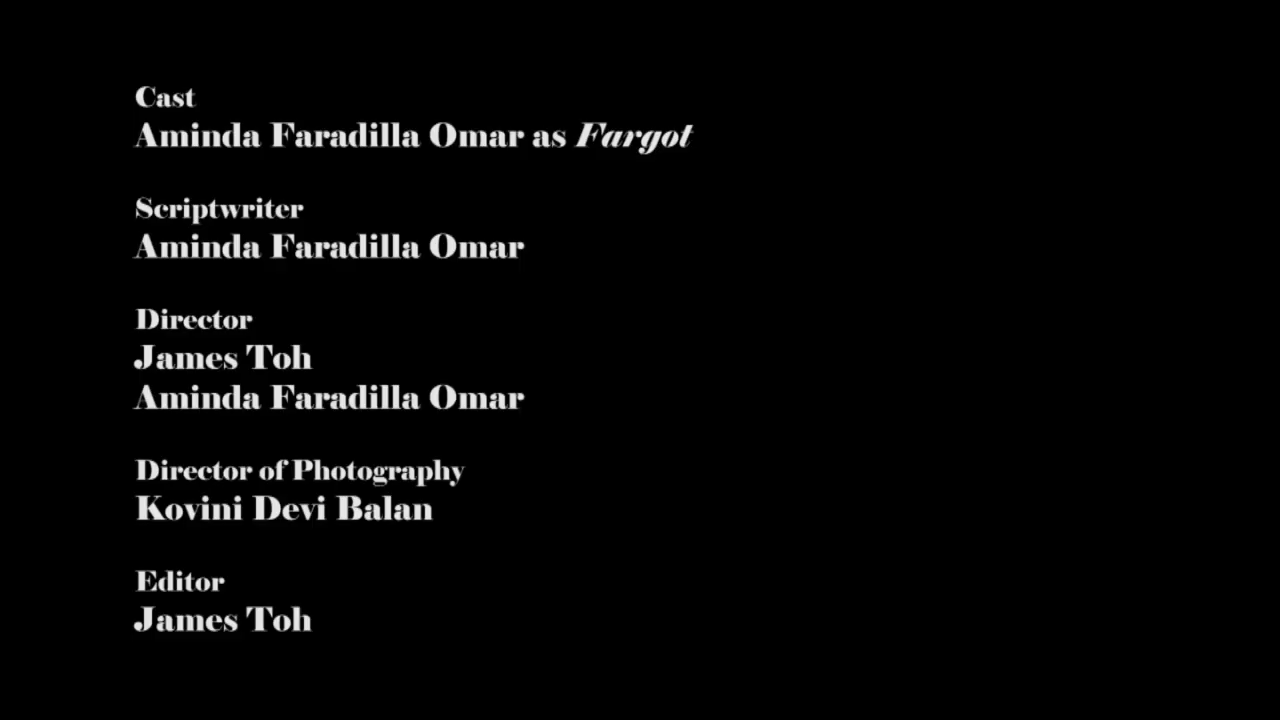 Cast
Aminda Faradilla Omar as Fargot
Scriptwriter
Aminda Faradilla Omar
Director
James Toh
Aminda Faradilla Omar
Director of Photography
Kovini Devi Balan
Editor
James Toh